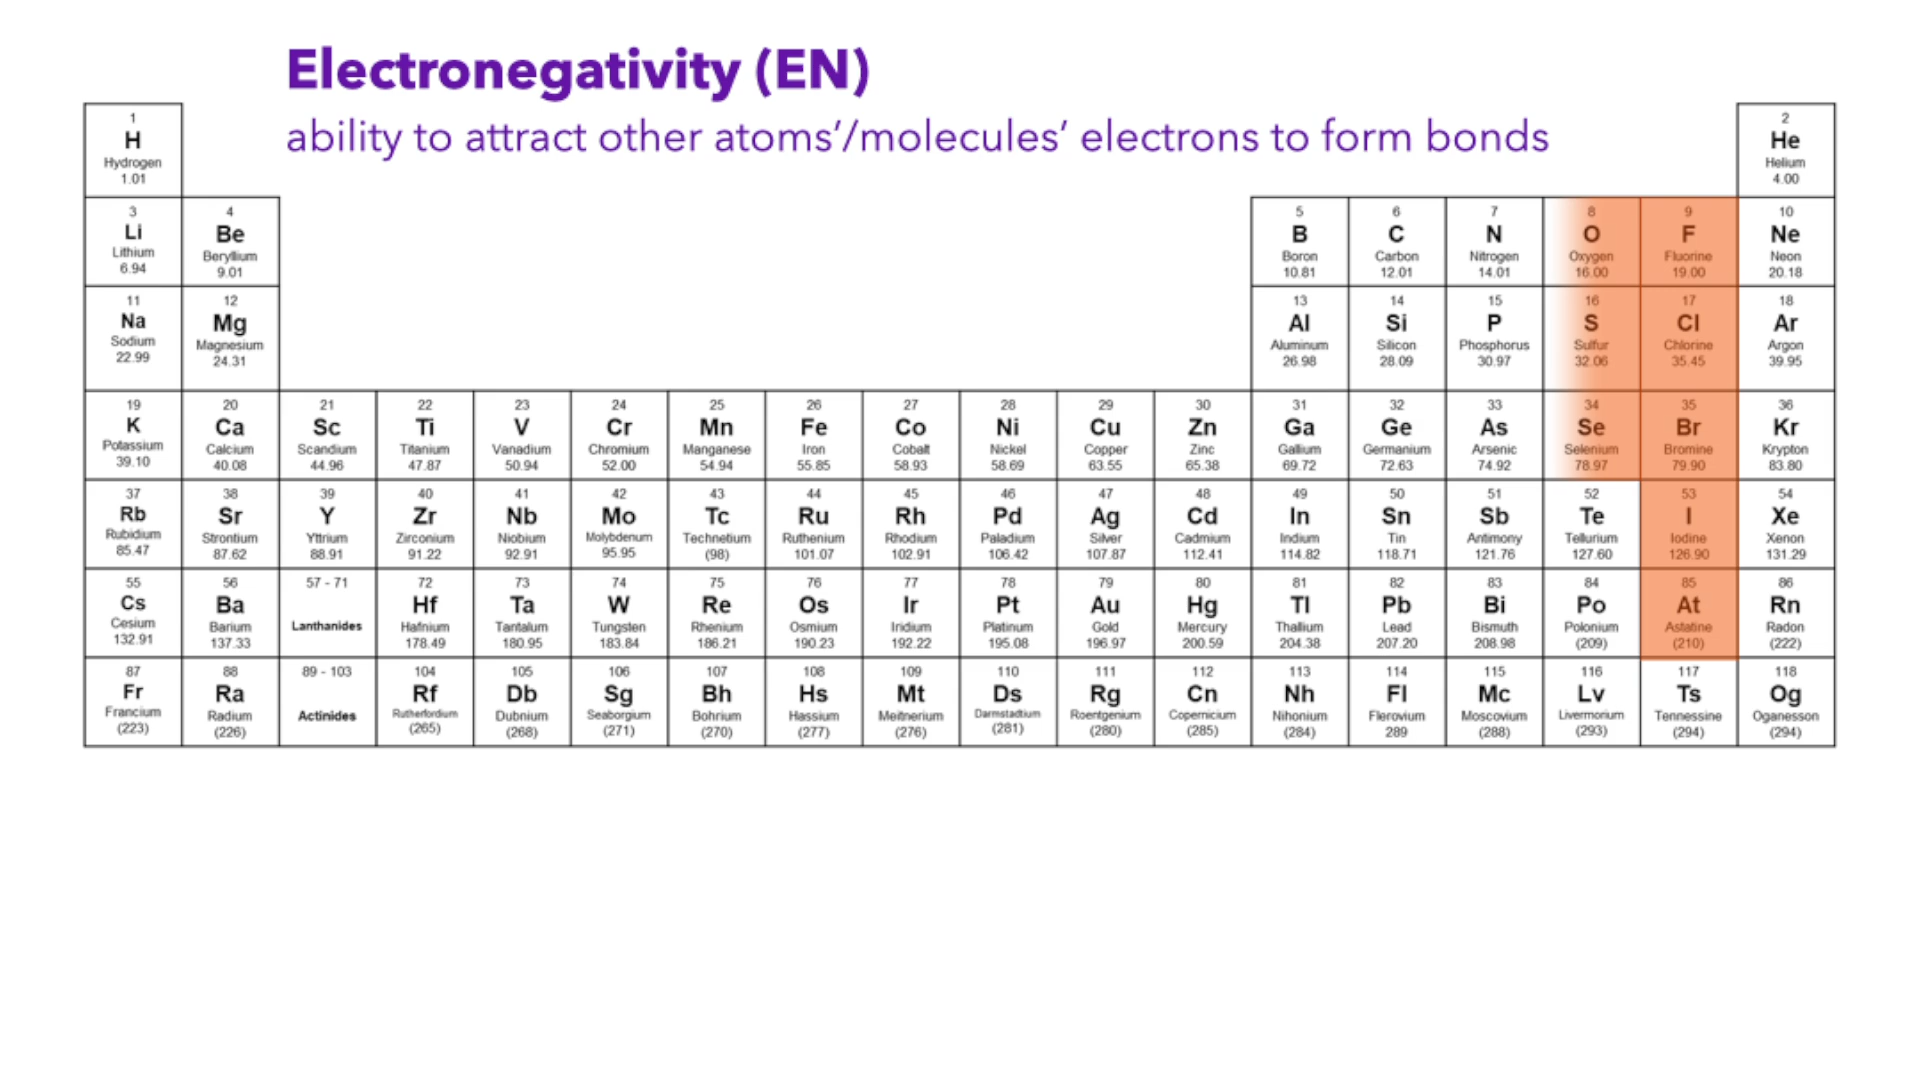 Electronegativity (EN)
ability to attract other atoms’/molecules’ electrons to form bonds
1 2
H He
Hydrogen Helium
1.01 4.00
3 4 5 6 7 8 9 10
Li Be B C N O F Ne
Lithium Beryllium Boron Carbon Nitrogen Oxygen Fluorine Neon
6.94 9.01 10.81 12.01 14.01 16.00 19.00 20.18
11 12 13 14 15 16 17 18
Na Mg Al Si P S Cl Ar
Sodium Magnesium Aluminum Silicon Phosphorus Sulfur Chlorine Argon
22.99 24.31 26.98 28.09 30.97 32.06 35.45 39.95
19 20 21 22 23 24 25 26 27 28 29 30 31 32 33 34 35 36
K Ca Sc Ti V Cr Mn Fe Co Ni Cu Zn Ga Ge As Se Br Kr
Potassium Calcium Scandium Titanium Vanadium Chromium Manganese Iron Cobalt Nickel Copper Zinc Gallium Germanium Arsenic Selenium Bromine Krypton
39.10 40.08 44.96 47.87 50.94 52.00 54.94 55.85 58.93 58.69 63.55 65.38 69.72 72.63 74.92 78.97 79.90 83.80
37 38 39 40 41 42 43 44 45 46 47 48 49 50 51 52 53 54
Rb Sr Y Zr Nb Mo Tc Ru Rh Pd Ag Cd In Sn Sb Te I Xe
Rubidium Strontium Yttrium Zirconium Niobium Molybdenum Technetium Ruthenium Rhodium Paladium Silver Cadmium Indium Tin Antimony Tellurium Iodine Xenon
85.47 87.62 88.91 91.22 92.91 95.95 (98) 101.07 102.91 106.42 107.87 112.41 114.82 118.71 121.76 127.60 126.90 131.29
55 56 57 - 71 72 73 74 75 76 77 78 79 80 81 82 83 84 85 86
Cs Ba Hf Ta W Re Os Ir Pt Au Hg Tl Pb Bi Po At Rn
Cesium Barium Lanthanides Hafnium Tantalum Tungsten Rhenium Osmium Iridium Platinum Gold Mercury Thallium Lead Bismuth Polonium Astatine Radon
132.91 137.33 178.49 180.95 183.84 186.21 190.23 192.22 195.08 196.97 200.59 204.38 207.20 208.98 (209) (210) (222)
87 88 89 - 103 104 105 106 107 108 109 110 111 112 113 114 115 116 117 118
Fr Ra Rf Db Sg Bh Hs Mt Ds Rg Cn Nh Fl Mc Lv Ts Og
Francium Radium Actinides Rutherfordium Dubnium Seaborgium Bohrium Hassium Meitnerium Darmstadtium Roentgenium Copernicium Nihonium Flerovium Moscovium Livermorium Tennessine Oganesson
(223) (226) (265) (268) (271) (270) (277) (276) (281) (280) (285) (284) 289 (288) (293) (294) (294)